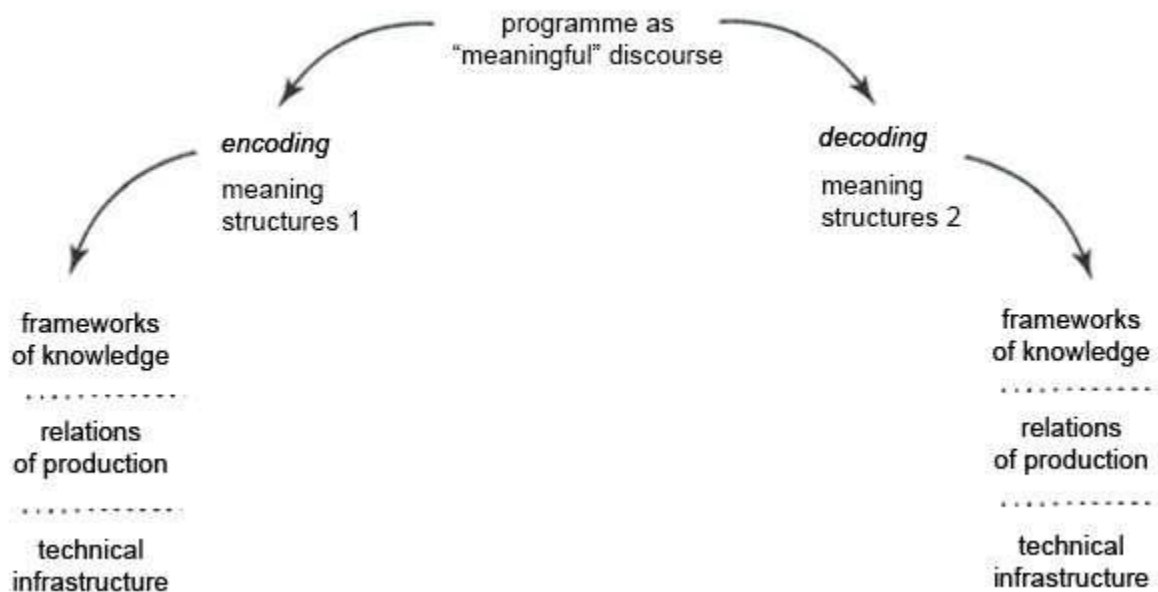 programme as
“meaningful” discourse
encoding
meaning
structures 1
decoding
meaning
structures 2
frameworks
of knowledge
relations
of production
technical
infrastructure
frameworks
of knowledge
relations
of production
technical
infrastructure